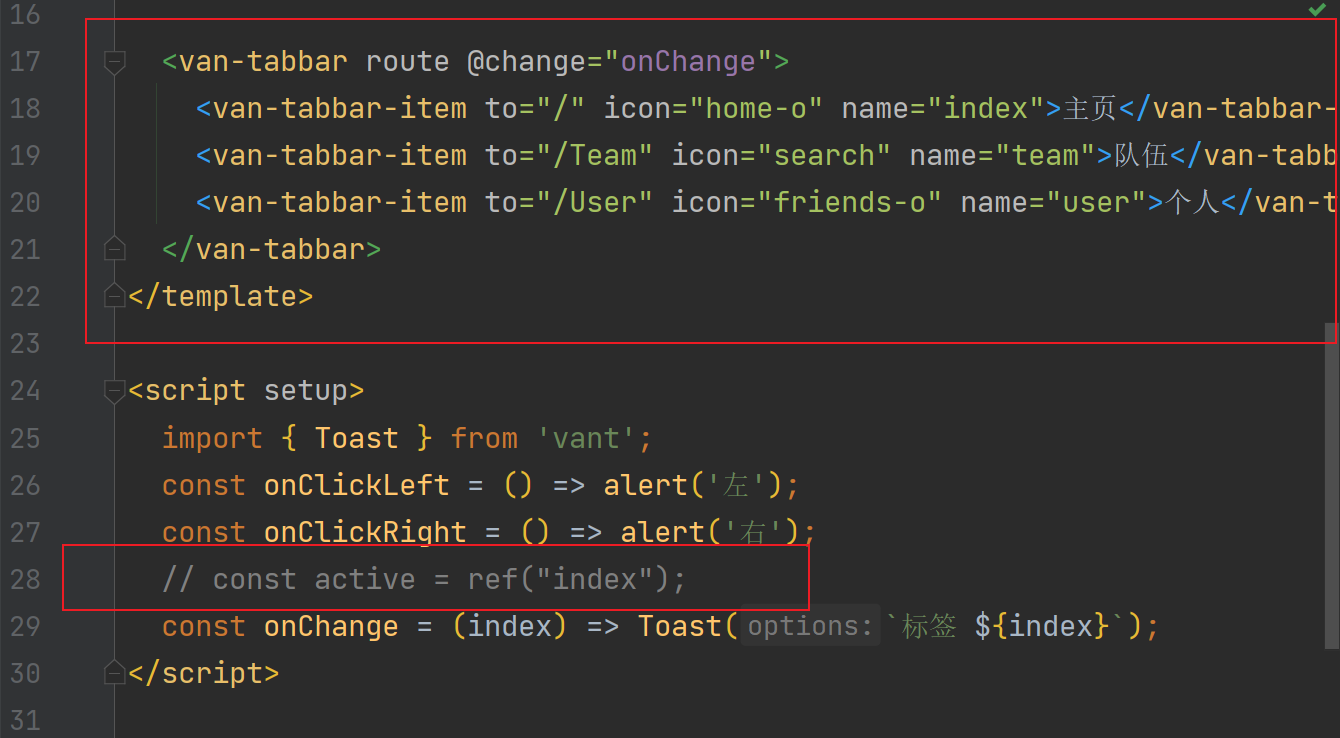 16
17 <van-tabbar route @change="onChange">
18 <van-tabbar-item to="/" icon="home-o" name="index">主页</van-tabbar-
19 <van-tabbar-item to="/Team" icon="search" name="team">队伍</van-tabb
20 <van-tabbar-item to="/User" icon="friends-o" name="user">个人</van-t
21 </van-tabbar>
22 </template>
23
24 <script setup>
25 import { Toast } from 'vant';
26 const onClickLeft = () => alert('左');
27 const onClickRight = () => alert('右');
28 // const active = ref("index");
29 const onChange = (index) => Toast( options: `标签 ${index}`);
30 </script>
31